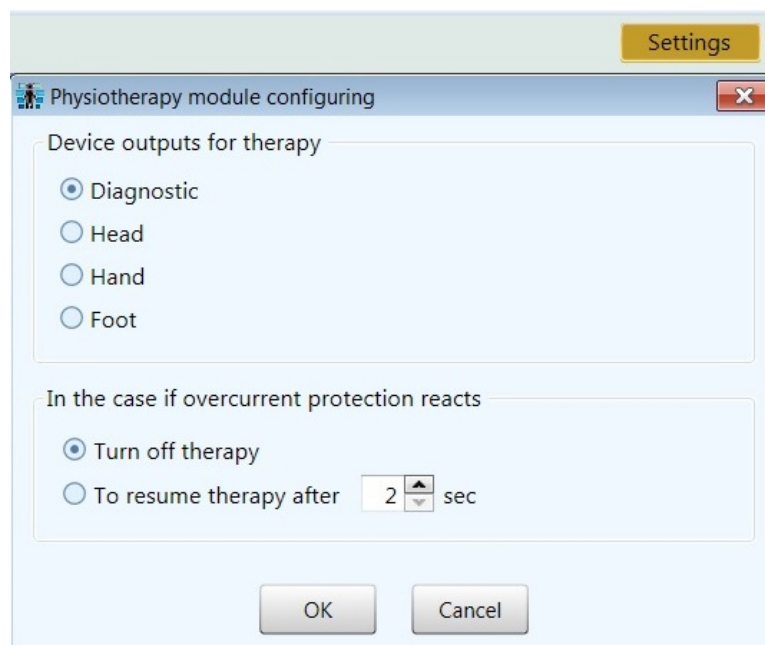 Settings
Physiotherapy module configuring
Device outputs for therapy
Diagnostic
Head
Hand
Foot
In the case if overcurrent protection reacts
Turn off therapy
To resume therapy after 2 sec
OK Cancel